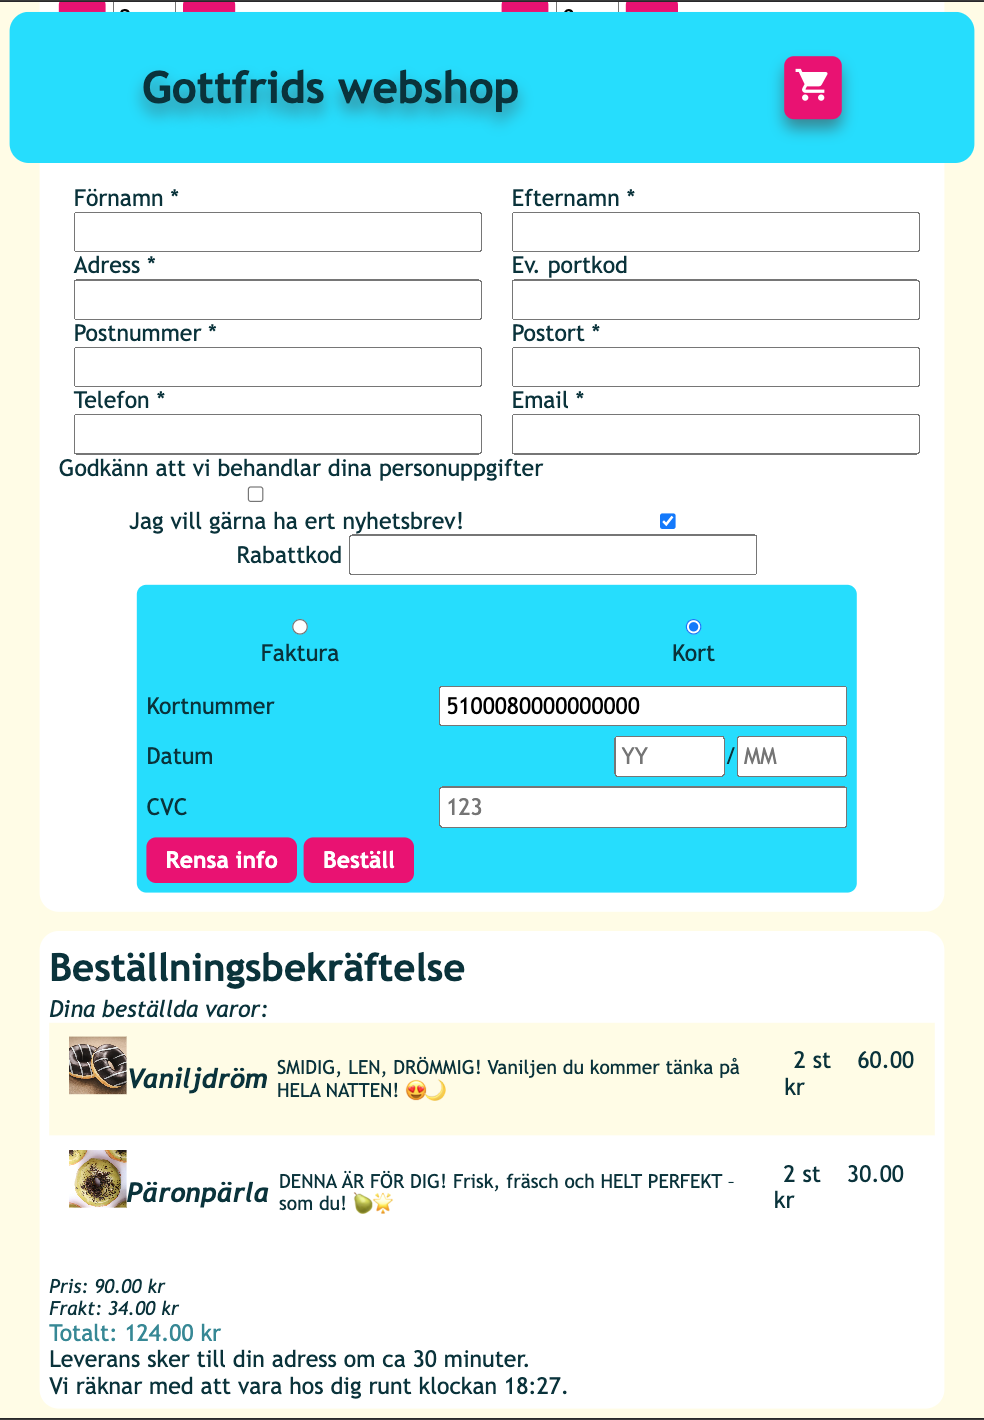 Gottfrids webshop
Förnamn * Efternamn *
Adress * Ev. portkod
Postnummer * Postort *
Telefon * Email *
Godkänn att vi behandlar dina personuppgifter
Jag vill gärna ha ert nyhetsbrev!
Rabattkod
Faktura Kort
Kortnummer 5100080000000000
Datum YY / MM
CVC 123
Rensa info Beställ
Beställningsbekräftelse
Dina beställda varor:
Vaniljdröm SMIDIG, LEN, DRÖMMIG! Vaniljen du kommer tänka på
HELA NATTEN! 😍🌙
2 st 60.00
kr
Päronpärla DENNA ÄR FÖR DIG! Frisk, fräsch och HELT PERFEKT –
som du! 🍐🌟
2 st 30.00
kr
Pris: 90.00 kr
Frakt: 34.00 kr
Totalt: 124.00 kr
Leverans sker till din adress om ca 30 minuter.
Vi räknar med att vara hos dig runt klockan 18:27.